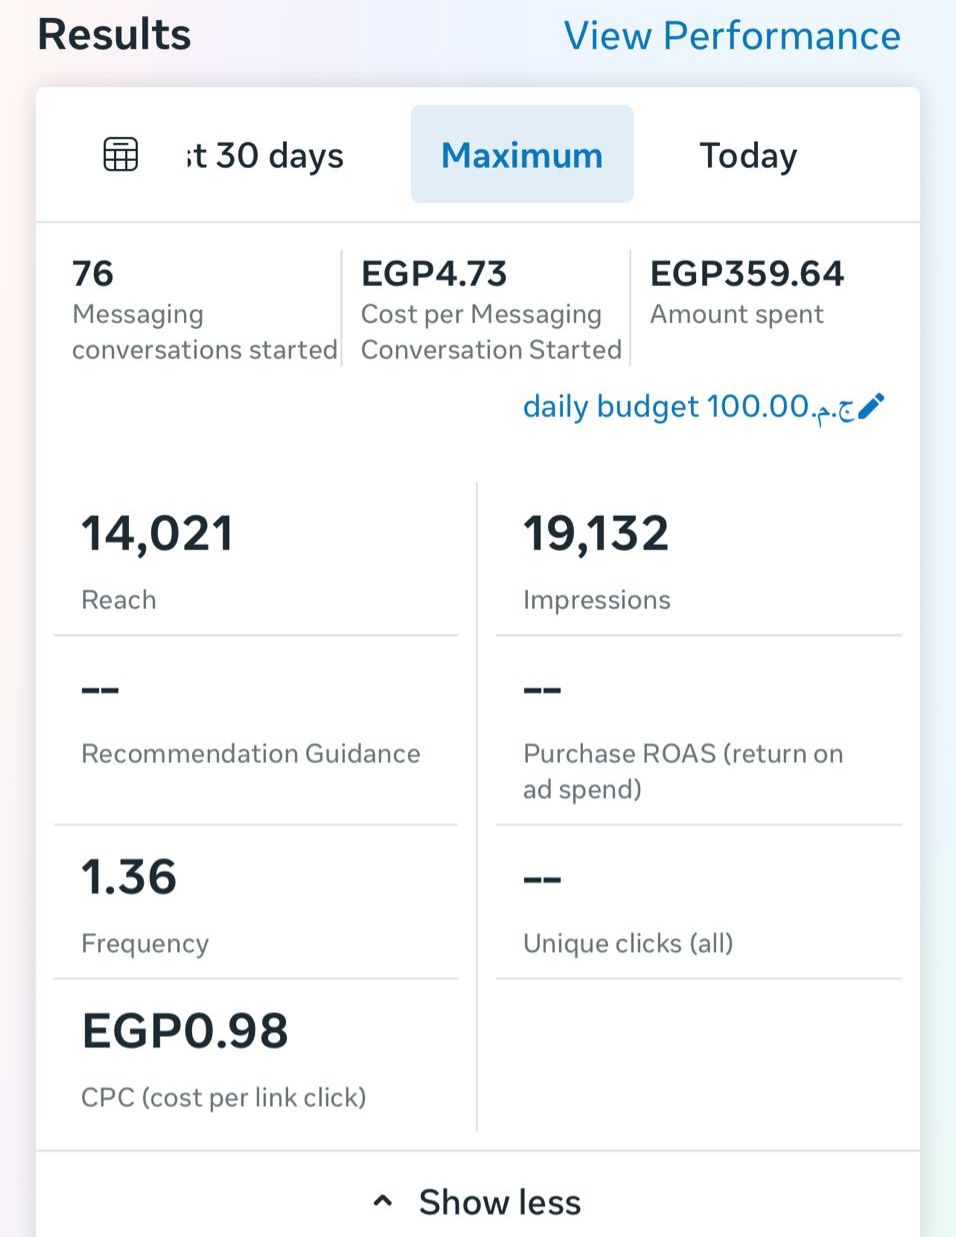 Results
View Performance
t 30 days
Maximum
Today
76
Messaging
conversations started
EGP4.73
Cost per Messaging
Conversation Started
EGP359.64
Amount spent
daily budget 100.00.ج.م
14,021
Reach
19,132
Impressions
--
Recommendation Guidance
--
Purchase ROAS (return on
ad spend)
1.36
Frequency
--
Unique clicks (all)
EGP0.98
CPC (cost per link click)
Show less